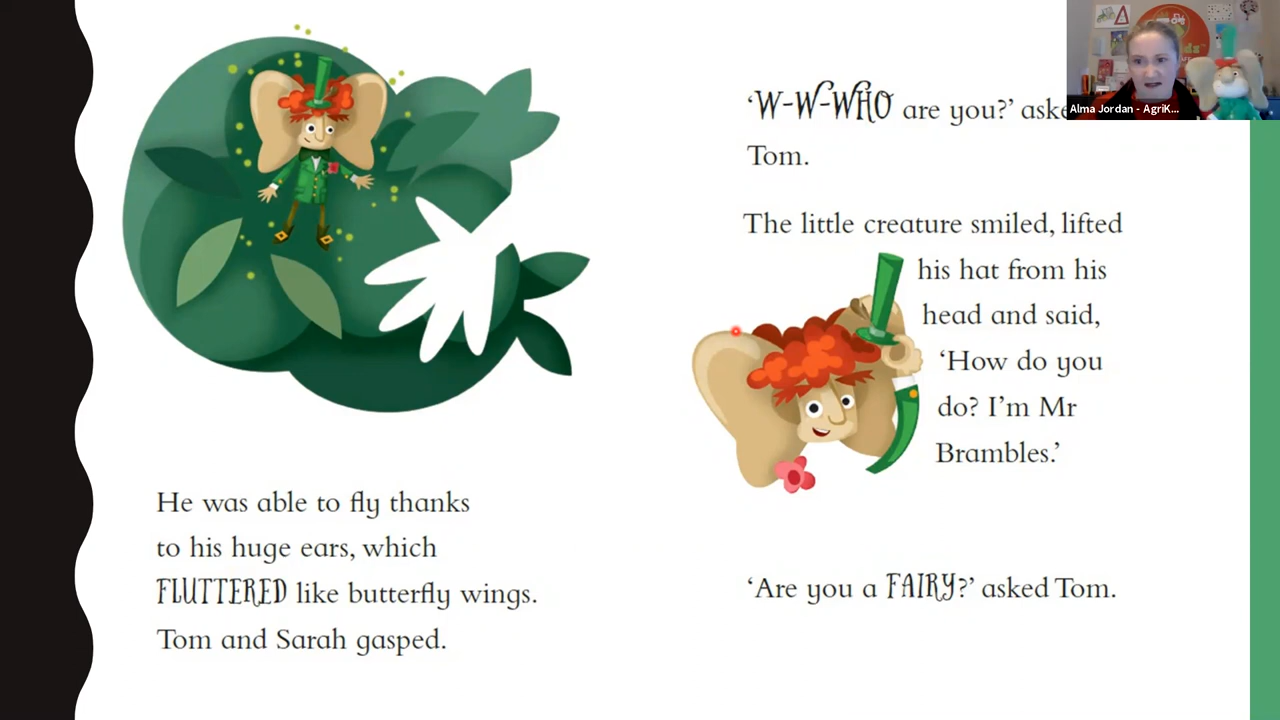 He was able to fly thanks
to his huge ears, which
FLUTTERED like butterfly wings.
Tom and Sarah gasped.
‘W-W-WHO are you?’ aske
Tom.
The little creature smiled, lifted
his hat from his
head and said,
‘How do you
do? I’m Mr
Brambles.’
‘Are you a FAIRY?’ asked Tom.
Alma Jordan - AgriK...